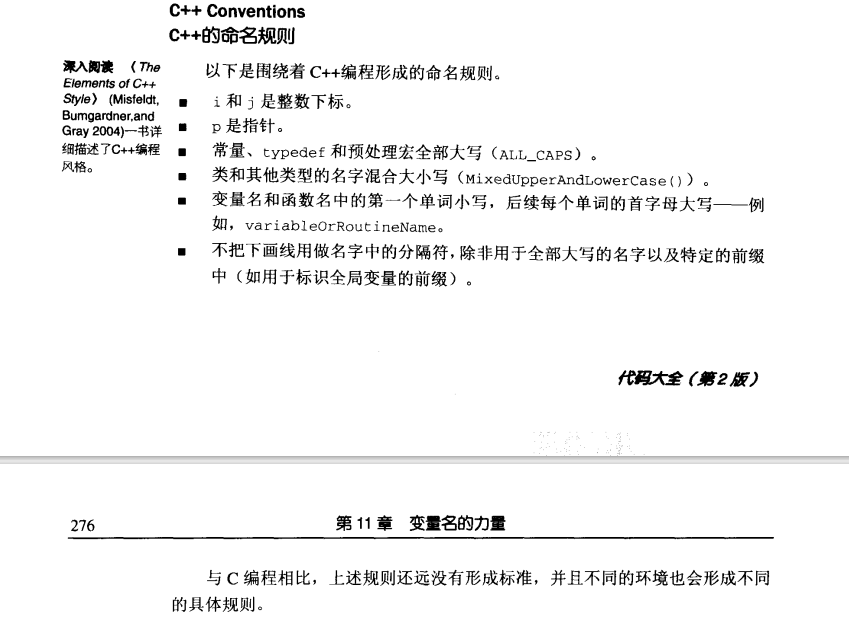 C++ Conventions
C++的命名规则
深入阅读 《The
Elements of C++
Style》 (Misfeldt,
Bumgardner,and
Gray 2004)一书详
细描述了C++编程
风格。
以下是围绕着 C++编程形成的命名规则。
■ i 和 j 是整数下标。
■ p 是指针。
■ 常量、typedef 和预处理宏全部大写（ALL_CAPS）。
■ 类和其他类型的名字混合大小写（MixedUpperAndLowerCase()）。
■ 变量名和函数名中的第一个单词小写，后续每个单词的首字母大写——例
如，variableOrRoutineName。
■ 不把下画线用做名字中的分隔符，除非用于全部大写的名字以及特定的前缀
中（如用于标识全局变量的前缀）。
代码大全（第2版）
276
第 11 章 变量名的力量
与 C 编程相比，上述规则还远没有形成标准，并且不同的环境也会形成不同
的具体规则。